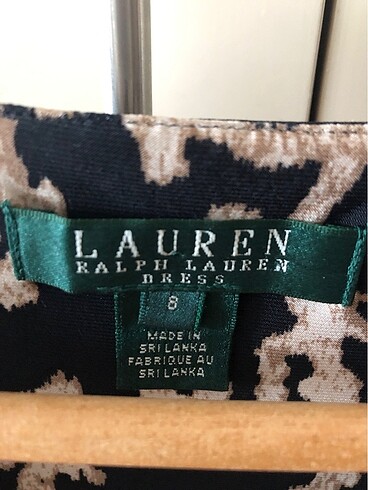 LAUREN
RALPH LAUREN
DRESS
8
MADE IN
SRI LANKA
FABRIQUE AU
SRI LANKA